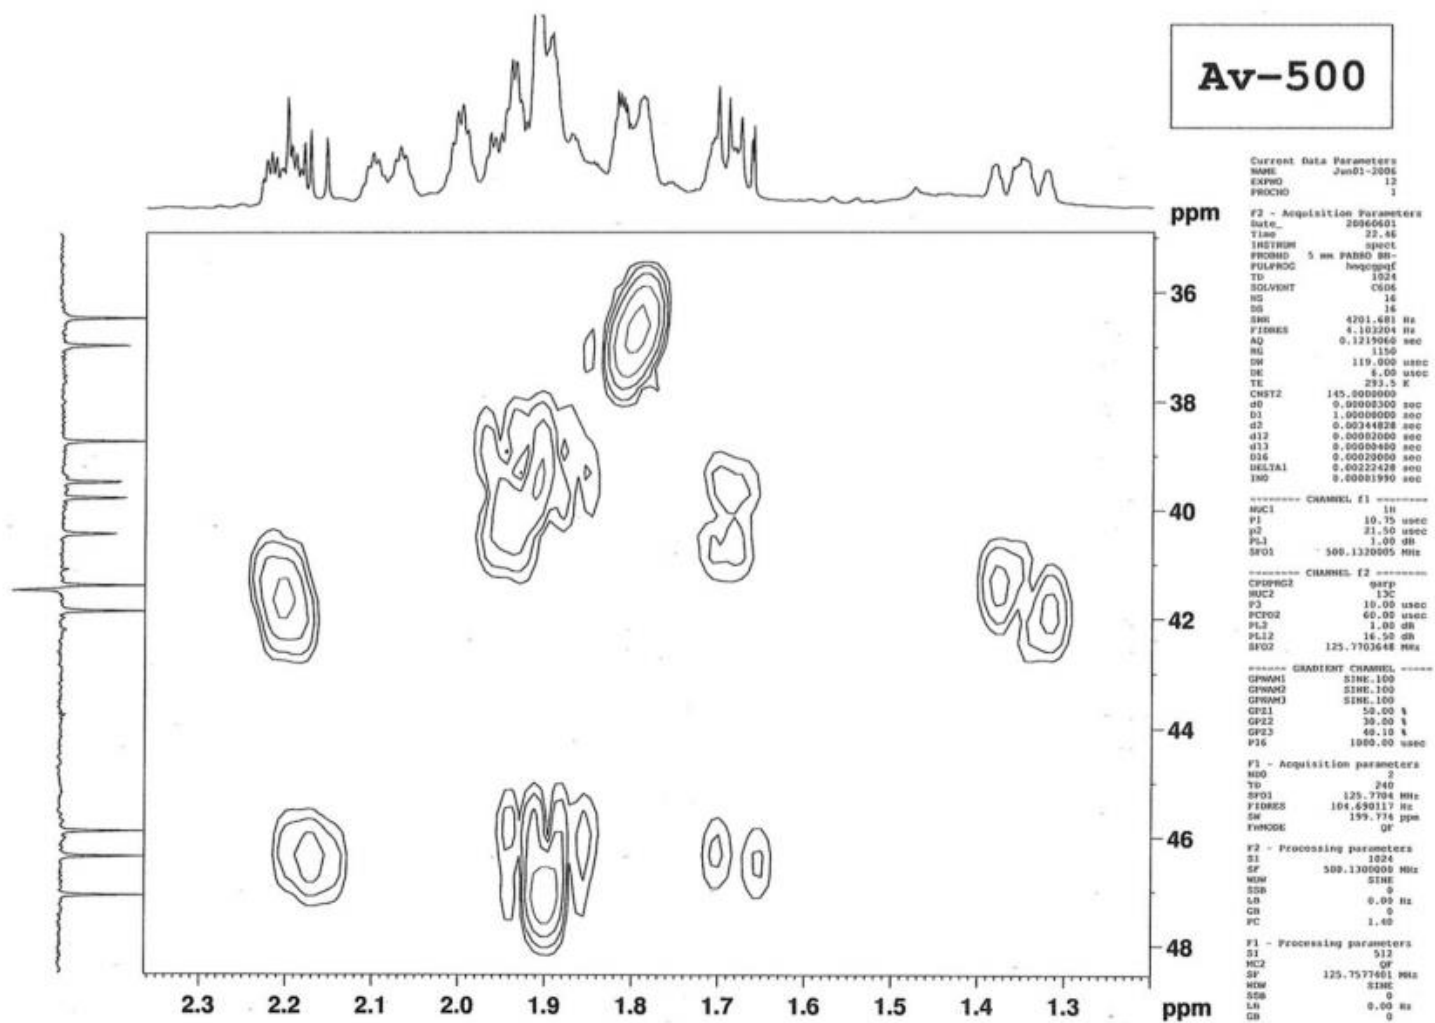 Av-500
ppm
36
38
40
42
44
46
48
2.3 2.2 2.1 2.0 1.9 1.8 1.7 1.6 1.5 1.4 1.3 ppm
Current Data Parameters
NAME Jun01-2006
EXPNO 12
PROCNO 1
F2 - Acquisition Parameters
Date_ 20060601
Time 22.46
INSTRUM spect
PROBHD 5 mm PABBO BB-
PULPROG hmqcgpqf
TD 1024
SOLVENT C6D6
NS 16
DS 16
SWH 4201.681 Hz
FIDRES 4.103204 Hz
AQ 0.1219060 sec
RG 1150
DW 119.000 usec
DE 6.00 usec
TE 293.5 K
CNST2 145.0000000
d0 0.00000300 sec
D1 1.00000000 sec
d2 0.00344828 sec
d12 0.00002000 sec
d13 0.00000400 sec
D16 0.00020000 sec
DELTA1 0.00222428 sec
IN0 0.00001990 sec
======== CHANNEL f1 ========
NUC1 1H
P1 10.75 usec
p2 21.50 usec
PL1 1.00 dB
SFO1 500.1320005 MHz
======== CHANNEL f2 ========
CPDPRG2 garp
NUC2 13C
P3 10.00 usec
PCPD2 60.00 usec
PL2 1.00 dB
PL12 16.50 dB
SFO2 125.7703648 MHz
====== GRADIENT CHANNEL =====
GPNAM1 SINE.100
GPNAM2 SINE.100
GPNAM3 SINE.100
GPZ1 50.00 %
GPZ2 30.00 %
GPZ3 40.10 %
P16 1000.00 usec
F1 - Acquisition parameters
ND0 2
TD 240
SFO1 125.7704 MHz
FIDRES 104.690117 Hz
SW 199.774 ppm
FnMODE QF
F2 - Processing parameters
SI 1024
SF 500.1300000 MHz
WDW SINE
SSB 0
LB 0.00 Hz
GB 0
PC 1.40
F1 - Processing parameters
SI 512
MC2 QF
SF 125.7577401 MHz
WDW SINE
SSB 0
LB 0.00 Hz
GB 0